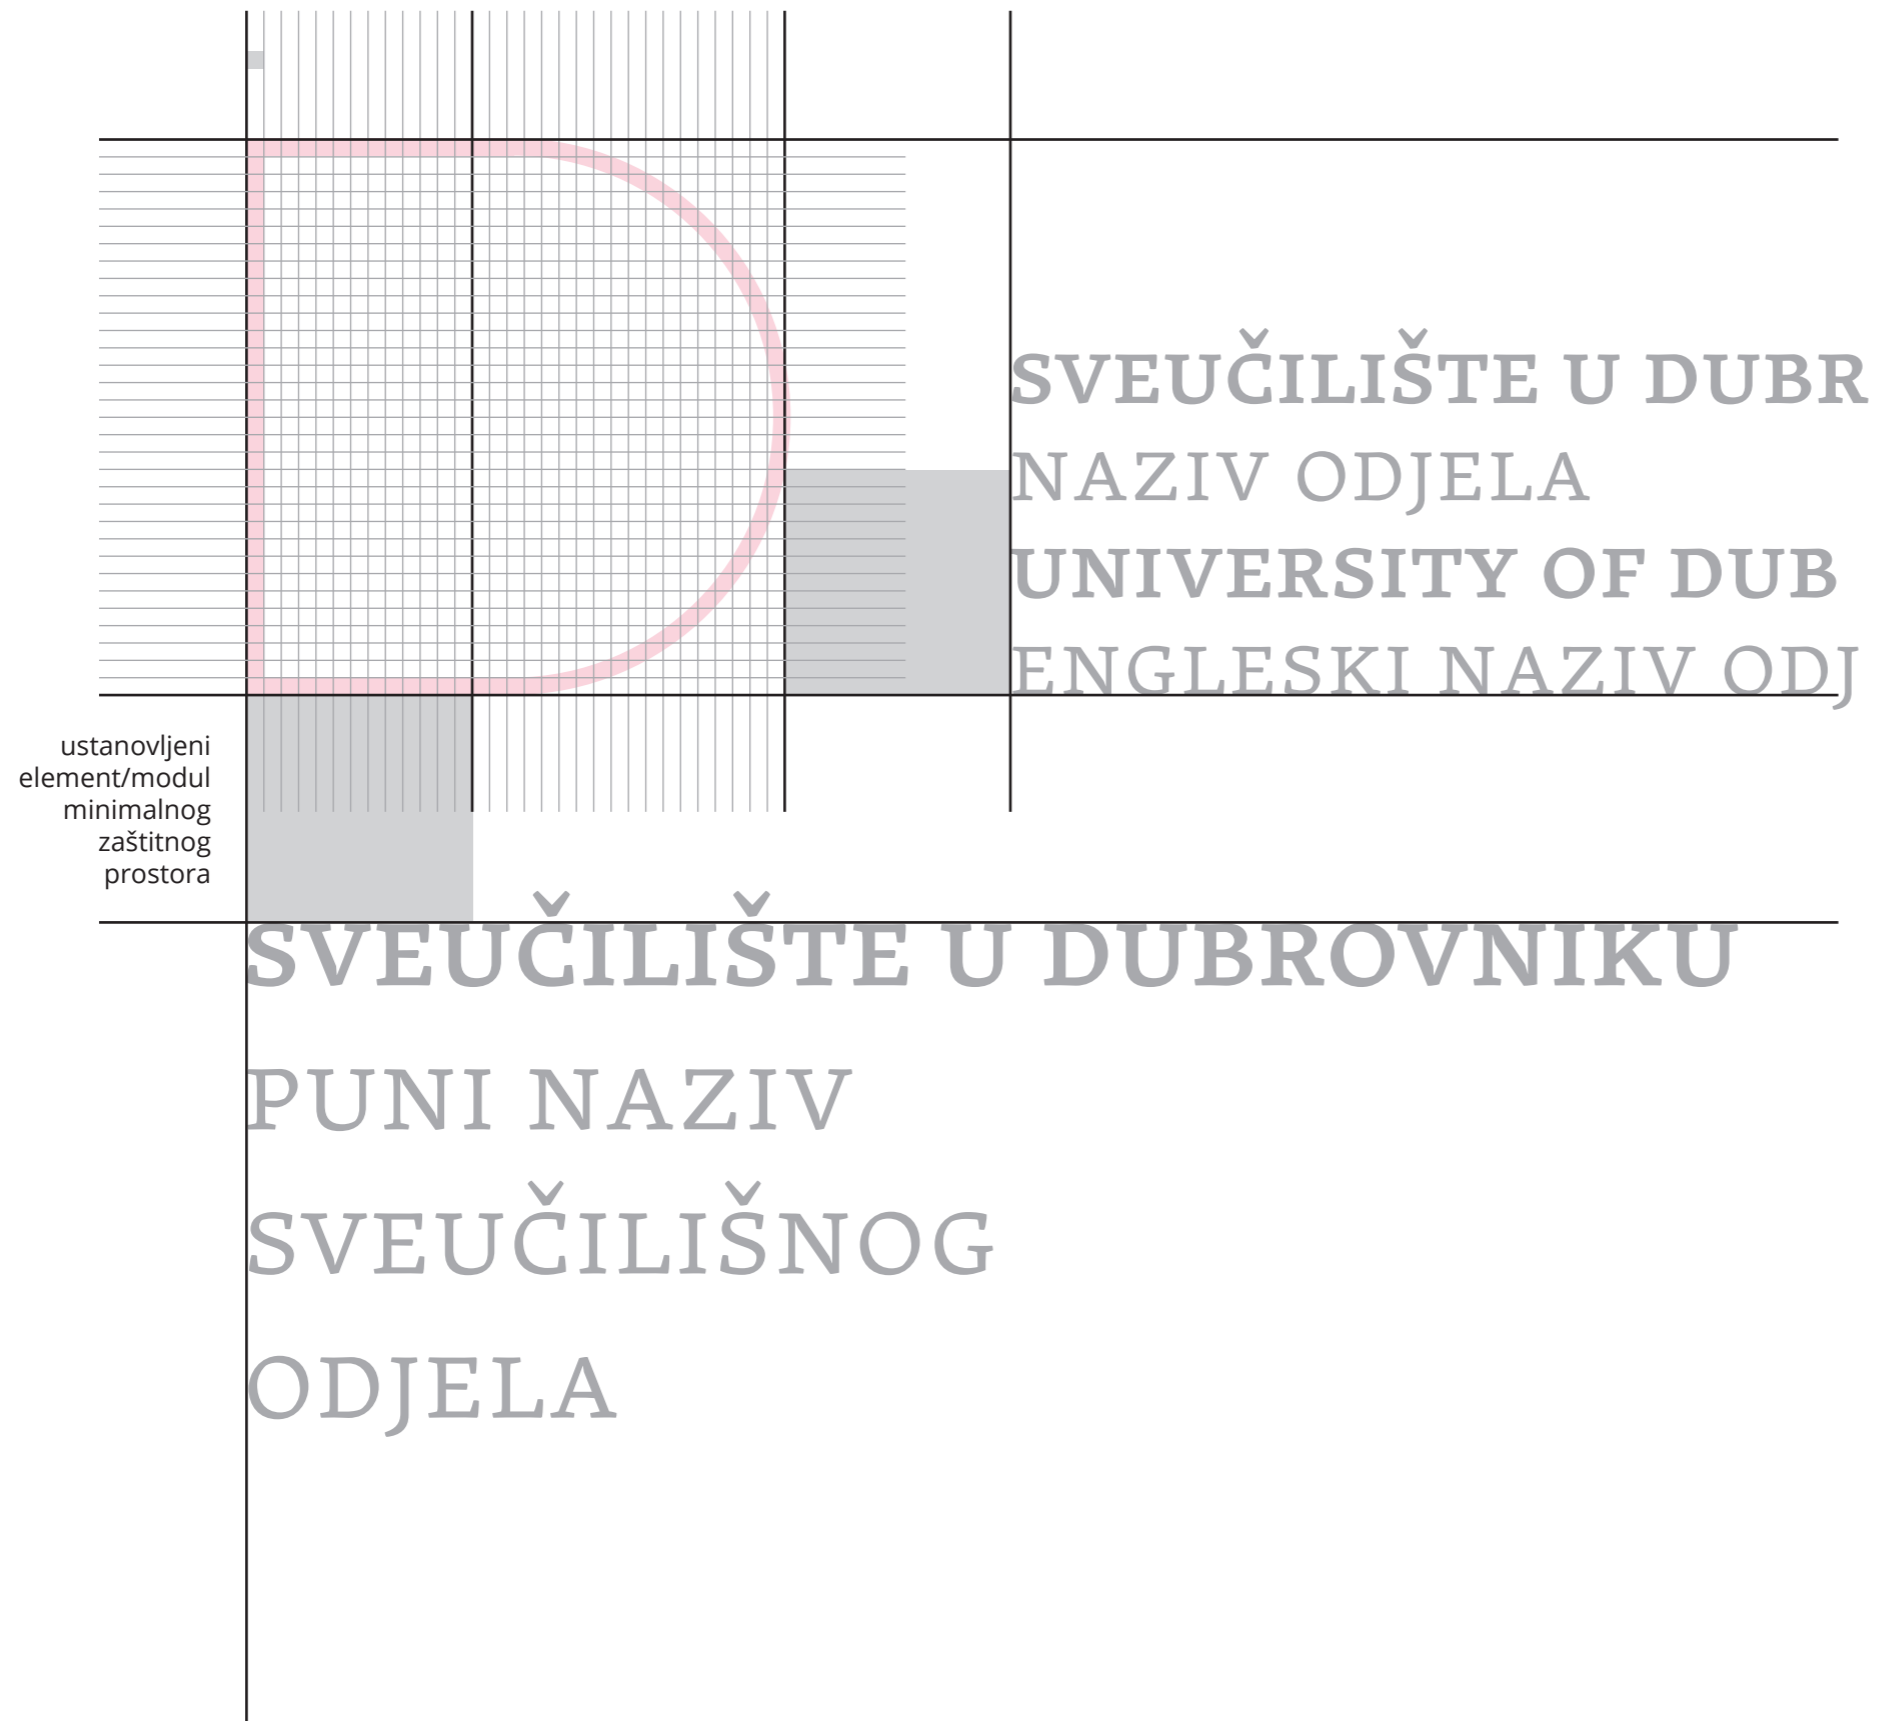 SVEUČILIŠTE U DUBR
NAZIV ODJELA
UNIVERSITY OF DUB
ENGLESKI NAZIV ODJ
ustanovljeni
element/modul
minimalnog
zaštitnog
prostora
SVEUČILIŠTE U DUBROVNIKU
PUNI NAZIV
SVEUČILIŠNOG
ODJELA